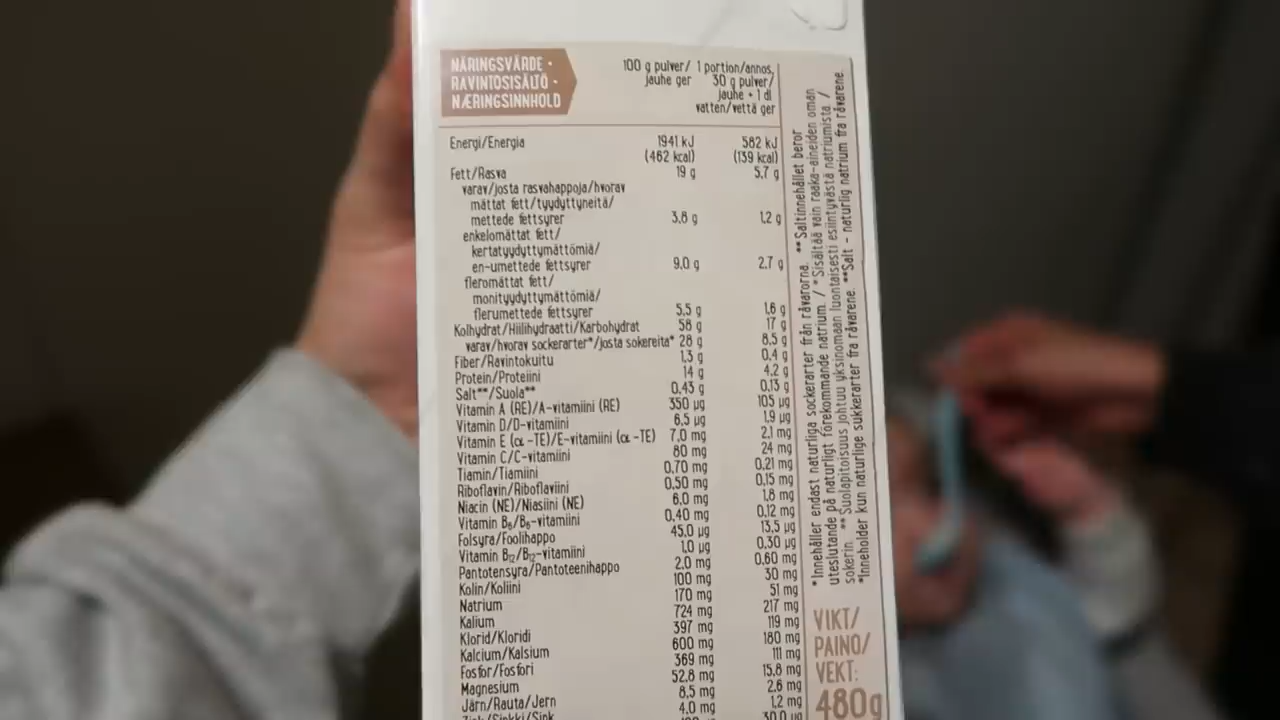 NÄRINGSVÄRDE ·
RAVINTOSISÄLTÖ ·
NÆRINGSINNHOLD
100 g pulver/
jauhe ger
1 portion/annos,
30 g pulver/
jauhe + 1 dl
vatten/vettä ger
Energi/Energia 1941 kJ 582 kJ
(462 kcal) (139 kcal)
Fett/Rasva 19 g 5,7 g
varav/josta rasvahappoja/hvorav
mättat fett/tyydyttyneitä/
mettede fettsyrer 3,8 g 1,2 g
enkelomättat fett/
kertatyydyttymättömiä/
en-umettede fettsyrer 9,0 g 2,7 g
fleromättat fett/
monityydyttymättömiä/
flerumettede fettsyrer 5,5 g 1,6 g
Kolhydrat/Hiilihydraatti/Karbohydrat 58 g 17 g
varav/hvorav sockerarter*/josta sokereita* 28 g 8,5 g
Fiber/Ravintokuitu 1,3 g 0,4 g
Protein/Proteiini 14 g 4,2 g
Salt**/Suola** 0,43 g 0,13 g
Vitamin A (RE)/A-vitamiini (RE) 350 µg 105 µg
Vitamin D/D-vitamiini 6,5 µg 1,9 µg
Vitamin E (α -TE)/E-vitamiini (α -TE) 7,0 mg 2,1 mg
Vitamin C/C-vitamiini 80 mg 24 mg
Tiamin/Tiamiini 0,70 mg 0,21 mg
Riboflavin/Riboflaviini 0,50 mg 0,15 mg
Niacin (NE)/Niasiini (NE) 6,0 mg 1,8 mg
Vitamin B6/B6-vitamiini 0,40 mg 0,12 mg
Folsyra/Foolihappo 45,0 µg 13,5 µg
Vitamin B12/B12-vitamiini 1,0 µg 0,30 µg
Pantotensyra/Pantoteenihappo 2,0 mg 0,60 mg
Kolin/Koliini 100 mg 30 mg
Natrium 170 mg 51 mg
Kalium 724 mg 217 mg
Klorid/Kloridi 397 mg 119 mg
Kalcium/Kalsium 600 mg 180 mg
Fosfor/Fosfori 369 mg 111 mg
Magnesium 52,8 mg 15,8 mg
Järn/Rauta/Jern 8,5 mg 2,6 mg
Zink/Sinkki/Sink 4,0 mg 1,2 mg
30,0 µg
*Innehåller endast naturliga sockerarter från råvarorna. **Saltinnehållet beror
uteslutande på naturligt förekommande natrium. / *Sisältää vain raaka-aineiden oman
sokerin. **Suolapitoisuus johtuu yksinomaan luontaisesti esiintyvästä natriumista. /
*Inneholder kun naturlige sukkerarter fra råvarene. **Salt - naturlig natrium fra råvarene.
VIKT/
PAINO/
VEKT:
480g